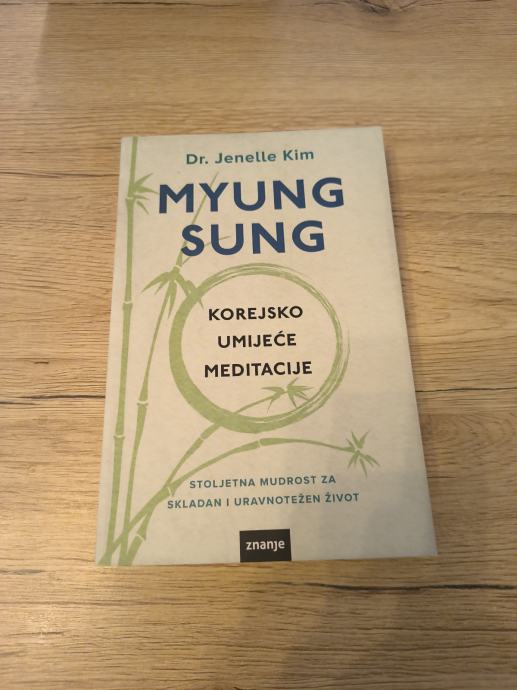 Dr. Jenelle Kim
MYUNG
SUNG
KOREJSKO
UMIJEĆE
MEDITACIJE
STOLJETNA MUDROST ZA
SKLADAN I URAVNOTEŽEN ŽIVOT
znanje